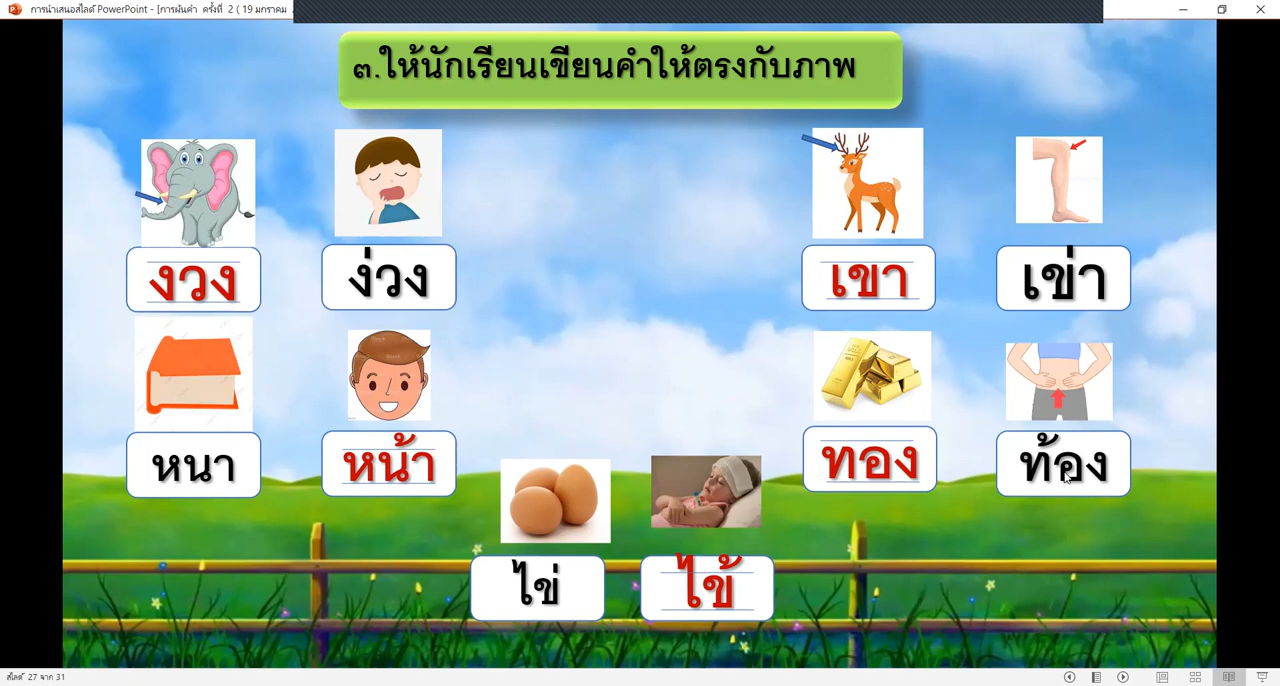 การนำเสนอสไลด์ PowerPoint - [การผันคำ ครั้งที่ 2 ( 19 มกราคม
๓.ให้นักเรียนเขียนคำให้ตรงกับภาพ
งวง ง่วง เขา เข่า
หนา หน้า ทอง ท้อง
ไข่ ไข้
สไลด์ 27 จาก 31